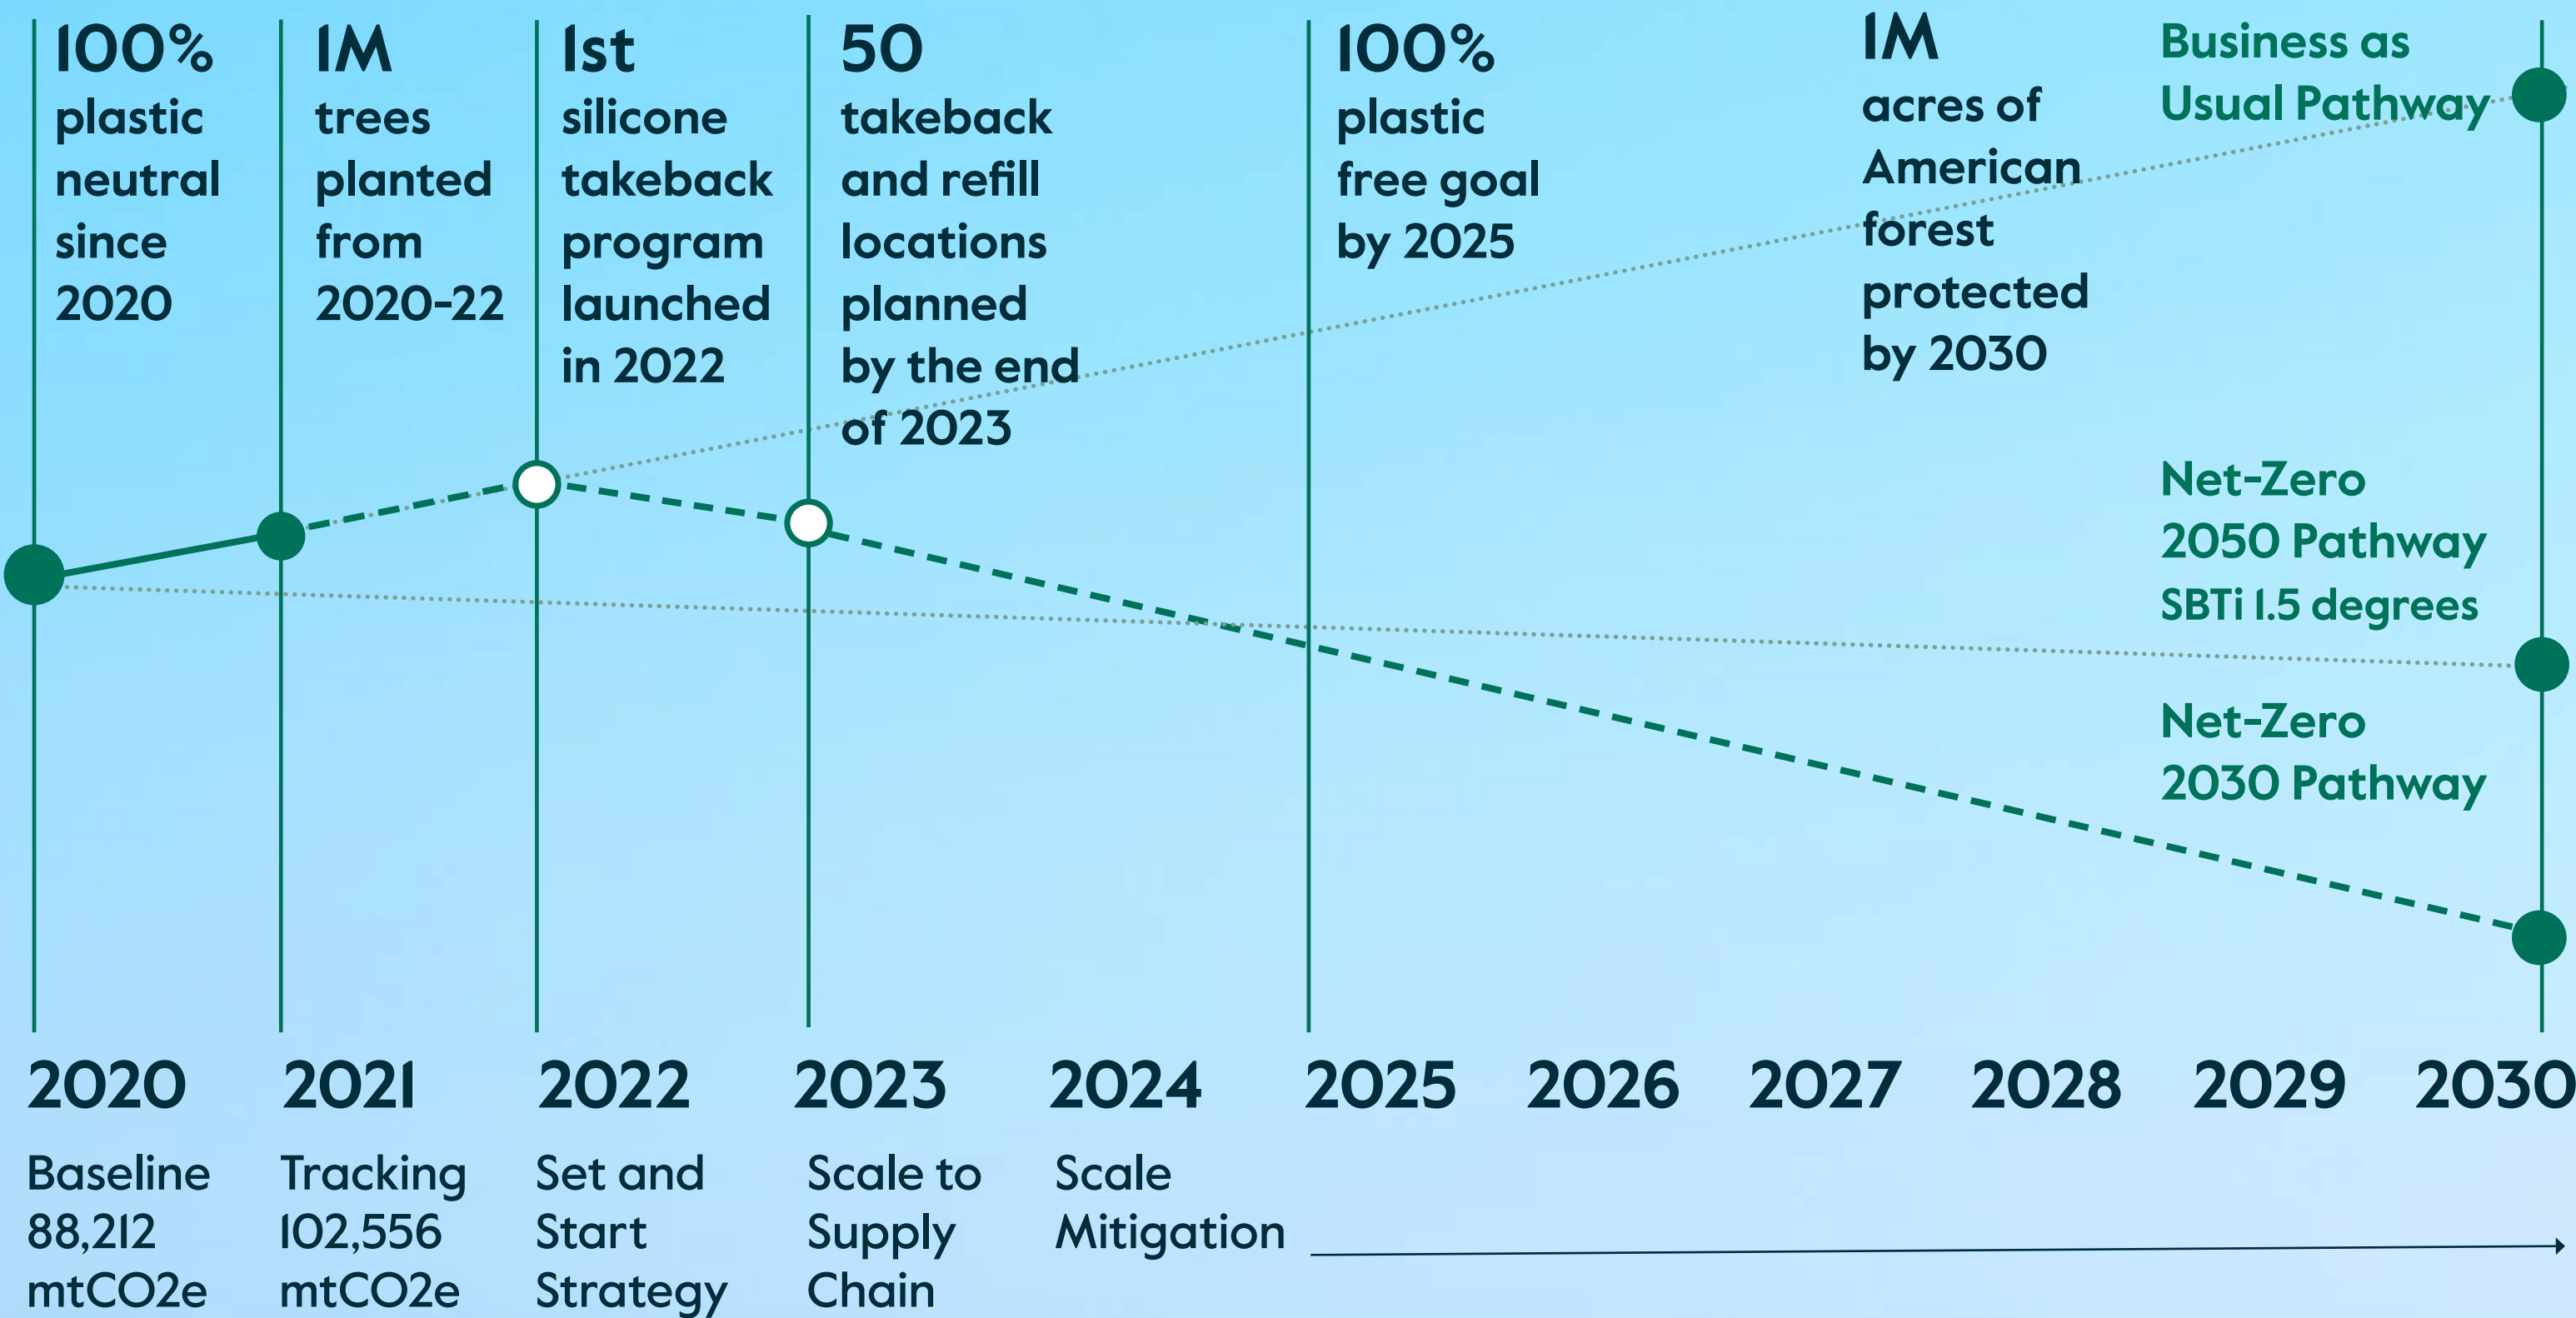 100%
plastic
neutral
since
2020
1M
trees
planted
from
2020-22
1st
silicone
takeback
program
launched
in 2022
50
takeback
and refill
locations
planned
by the end
of 2023
100%
plastic
free goal
by 2025
1M
acres of
American
forest
protected
by 2030
Business as
Usual Pathway
Net-Zero
2050 Pathway
SBTi 1.5 degrees
Net-Zero
2030 Pathway
2020
Baseline
88,212
mtCO2e
2021
Tracking
102,556
mtCO2e
2022
Set and
Start
Strategy
2023
Scale to
Supply
Chain
2024
Scale
Mitigation
2025
2026
2027
2028
2029
2030